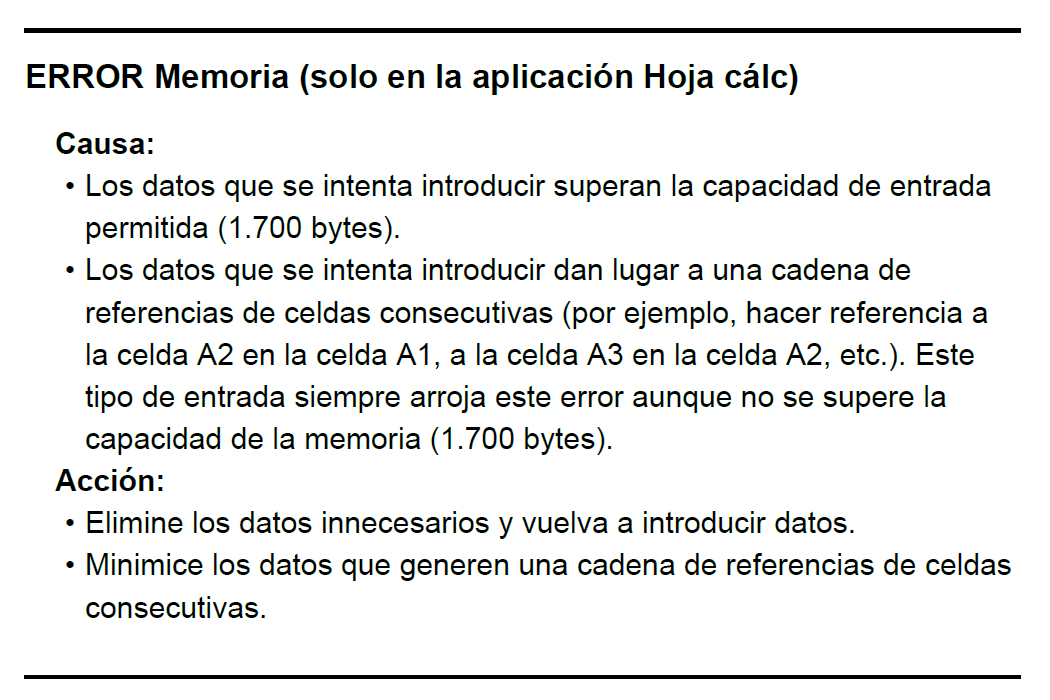 ERROR Memoria (solo en la aplicación Hoja cálc)
Causa:
• Los datos que se intenta introducir superan la capacidad de entrada
permitida (1.700 bytes).
• Los datos que se intenta introducir dan lugar a una cadena de
referencias de celdas consecutivas (por ejemplo, hacer referencia a
la celda A2 en la celda A1, a la celda A3 en la celda A2, etc.). Este
tipo de entrada siempre arroja este error aunque no se supere la
capacidad de la memoria (1.700 bytes).
Acción:
• Elimine los datos innecesarios y vuelva a introducir datos.
• Minimice los datos que generen una cadena de referencias de celdas
consecutivas.